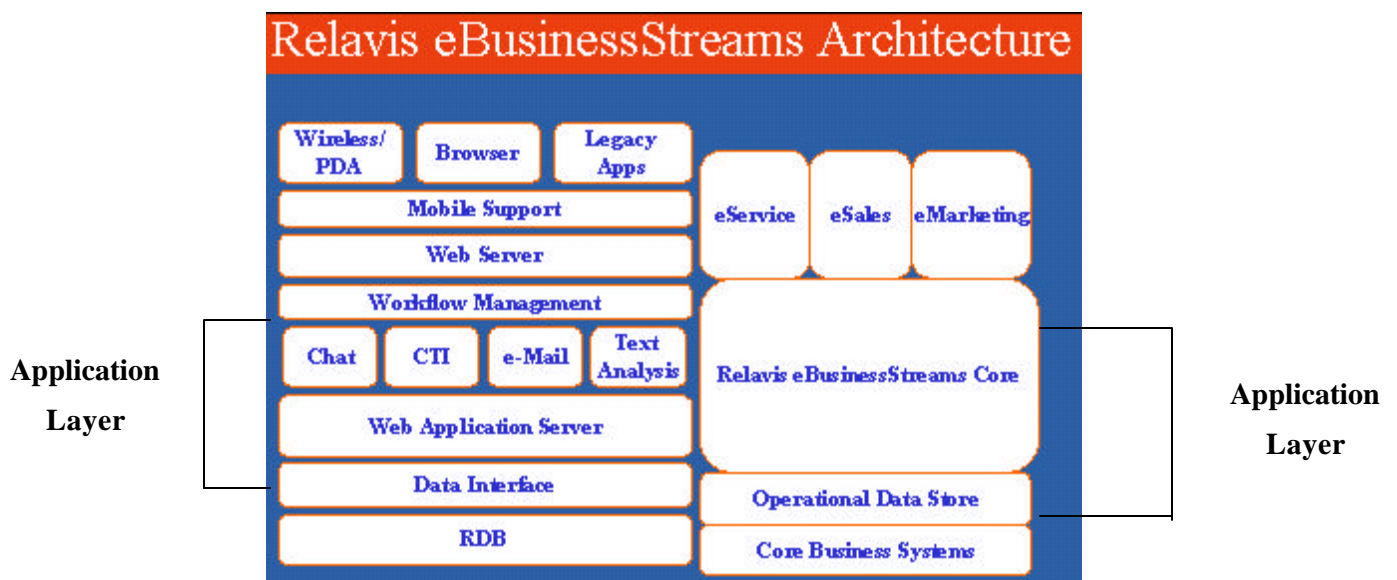 Relavis eBusinessStreams Architecture
Wireless/
PDA
Browser
Legacy
Apps
Mobile Support
Web Server
Workflow Management
Chat
CTI
e-Mail
Text
Analysis
Web Application Server
Data Interface
RDB
eService
eSales
eMarketing
Relavis eBusinessStreams Core
Operational Data Store
Core Business Systems
Application
Layer
Application
Layer